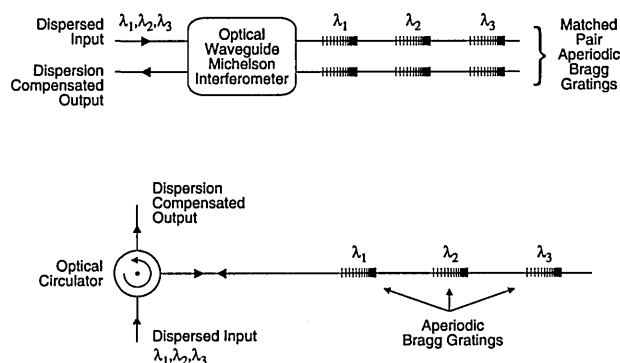 λ1,λ2,λ3
Dispersed
Input
Dispersion
Compensated
Output
Optical
Waveguide
Michelson
Interferometer
λ1
λ2
λ3
Matched
Pair
Aperiodic
Bragg
Gratings
Dispersion
Compensated
Output
Optical
Circulator
λ1
λ2
λ3
Aperiodic
Bragg Gratings
Dispersed Input
λ1,λ2,λ3